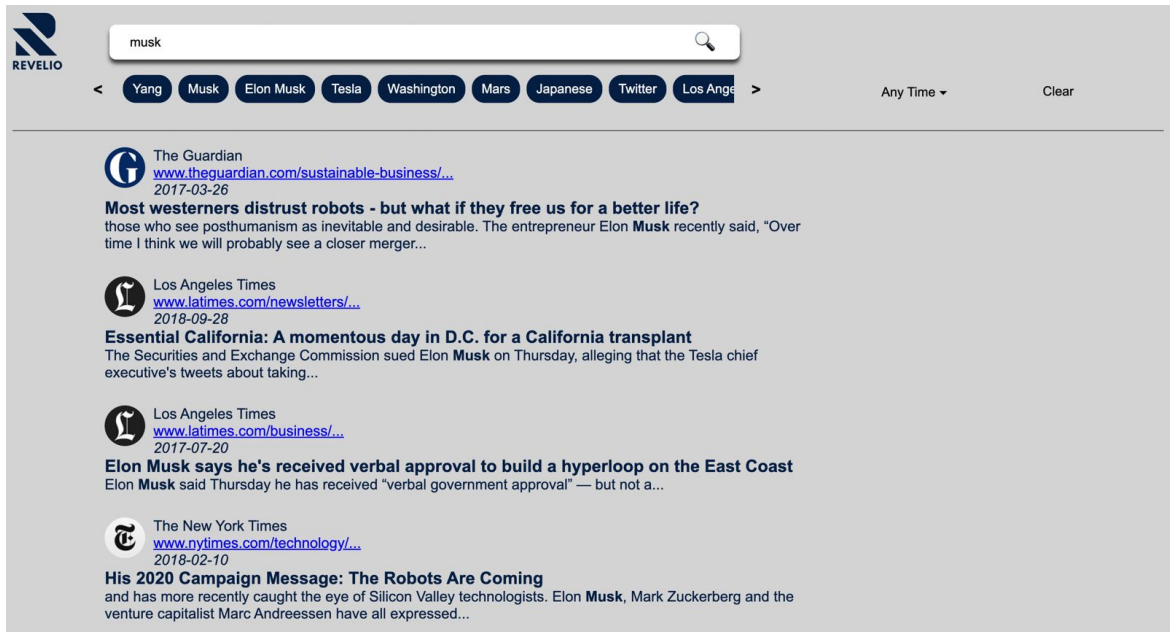 REVELIO
musk
< Yang Musk Elon Musk Tesla Washington Mars Japanese Twitter Los Ange >
Any Time
Clear
The Guardian
www.theguardian.com/sustainable-business/...
2017-03-26
Most westerners distrust robots - but what if they free us for a better life?
those who see posthumanism as inevitable and desirable. The entrepreneur Elon Musk recently said, “Over
time I think we will probably see a closer merger...
Los Angeles Times
www.latimes.com/newsletters/...
2018-09-28
Essential California: A momentous day in D.C. for a California transplant
The Securities and Exchange Commission sued Elon Musk on Thursday, alleging that the Tesla chief
executive's tweets about taking...
Los Angeles Times
www.latimes.com/business/...
2017-07-20
Elon Musk says he's received verbal approval to build a hyperloop on the East Coast
Elon Musk said Thursday he has received “verbal government approval” — but not a...
The New York Times
www.nytimes.com/technology/...
2018-02-10
His 2020 Campaign Message: The Robots Are Coming
and has more recently caught the eye of Silicon Valley technologists. Elon Musk, Mark Zuckerberg and the
venture capitalist Marc Andreessen have all expressed...